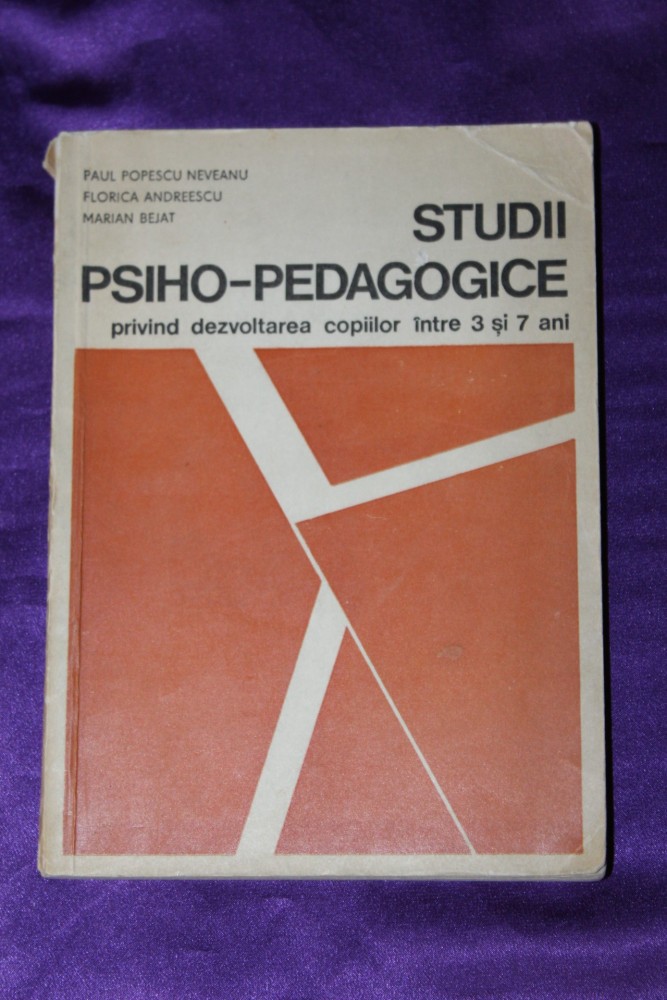 PAUL POPESCU NEVEANU
FLORICA ANDREESCU
MARIAN BEJAT
STUDII
PSIHO-PEDAGOGICE
privind dezvoltarea copiilor între 3 și 7 ani